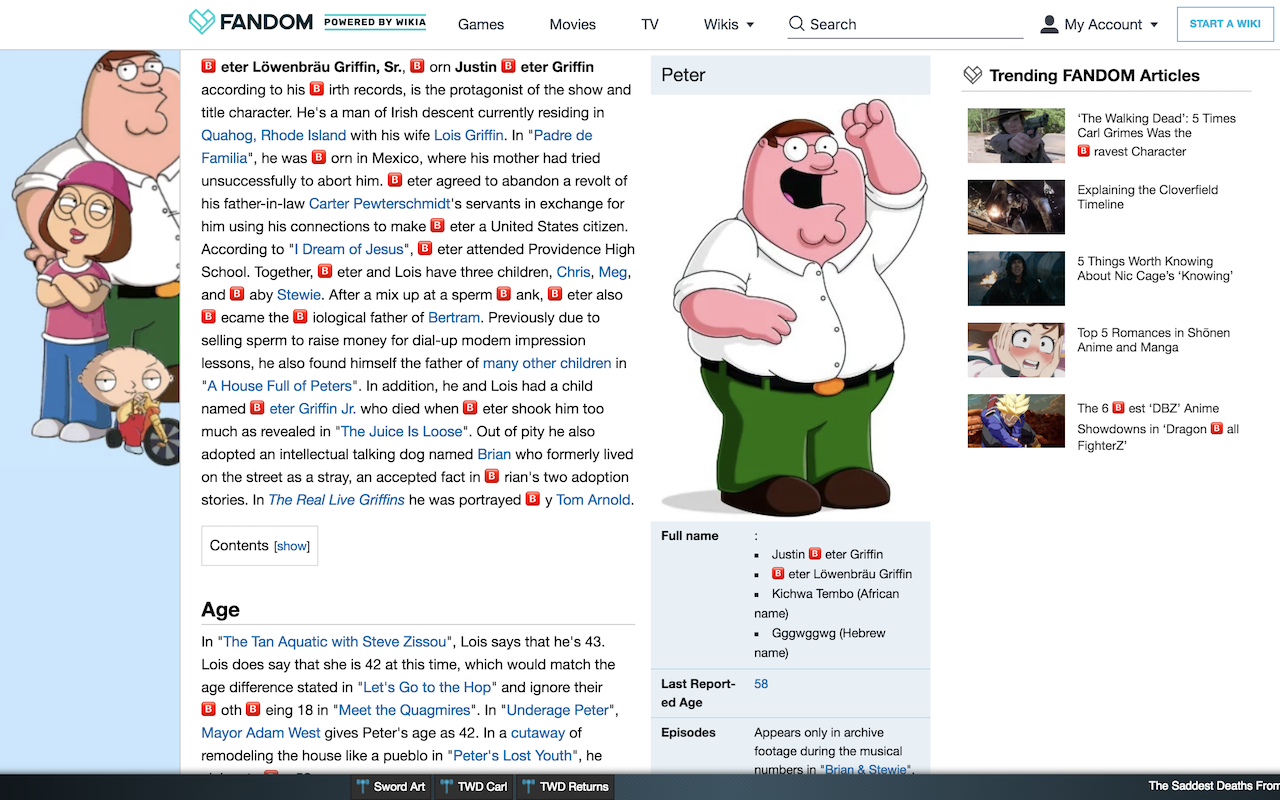 FANDOM POWERED BY WIKIA Games Movies TV Wikis Search My Account START A WIKI
🅱 eter Löwenbräu Griffin, Sr., 🅱 orn Justin 🅱 eter Griffin
according to his 🅱 irth records, is the protagonist of the show and
title character. He's a man of Irish descent currently residing in
Quahog, Rhode Island with his wife Lois Griffin. In "Padre de
Familia", he was 🅱 orn in Mexico, where his mother had tried
unsuccessfully to abort him. 🅱 eter agreed to abandon a revolt of
his father-in-law Carter Pewterschmidt's servants in exchange for
him using his connections to make 🅱 eter a United States citizen.
According to "I Dream of Jesus", 🅱 eter attended Providence High
School. Together, 🅱 eter and Lois have three children, Chris, Meg,
and 🅱 aby Stewie. After a mix up at a sperm 🅱 ank, 🅱 eter also
🅱 ecame the 🅱 iological father of Bertram. Previously due to
selling sperm to raise money for dial-up modem impression
lessons, he also found himself the father of many other children in
"A House Full of Peters". In addition, he and Lois had a child
named 🅱 eter Griffin Jr. who died when 🅱 eter shook him too
much as revealed in "The Juice Is Loose". Out of pity he also
adopted an intellectual talking dog named Brian who formerly lived
on the street as a stray, an accepted fact in 🅱 rian's two adoption
stories. In The Real Live Griffins he was portrayed 🅱 y Tom Arnold.
Contents [show]
Age
In "The Tan Aquatic with Steve Zissou", Lois says that he's 43.
Lois does say that she is 42 at this time, which would match the
age difference stated in "Let's Go to the Hop" and ignore their
🅱 oth 🅱 eing 18 in "Meet the Quagmires". In "Underage Peter",
Mayor Adam West gives Peter's age as 42. In a cutaway of
remodeling the house like a pueblo in "Peter's Lost Youth", he
Peter
Full name :
▪ Justin 🅱 eter Griffin
▪ 🅱 eter Löwenbräu Griffin
▪ Kichwa Tembo (African
name)
▪ Gggwggwg (Hebrew
name)
Last Report-
ed Age 58
Episodes Appears only in archive
footage during the musical
numbers in "Brian & Stewie",
Trending FANDOM Articles
‘The Walking Dead’: 5 Times
Carl Grimes Was the
🅱 ravest Character
Explaining the Cloverfield
Timeline
5 Things Worth Knowing
About Nic Cage’s ‘Knowing’
Top 5 Romances in Shōnen
Anime and Manga
The 6 🅱 est ‘DBZ’ Anime
Showdowns in ‘Dragon 🅱 all
FighterZ’
Sword Art TWD Carl TWD Returns The Saddest Deaths From